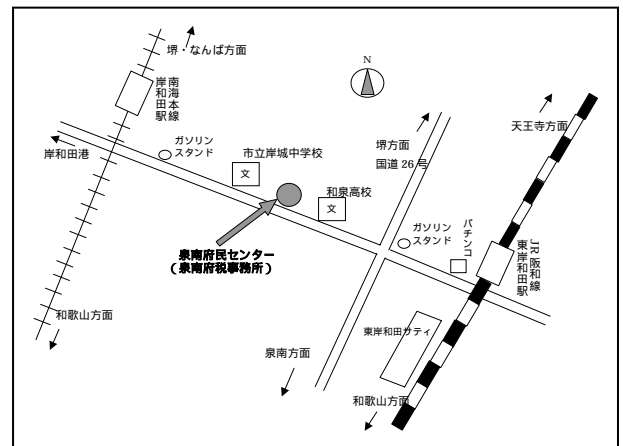 堺・なんば方面
南海本線
岸和田駅
N
天王寺方面
ガソリン
スタンド
市立岸城中学校
堺方面
国道26号
岸和田港
文
和泉高校
文
パチンコ
ガソリン
スタンド
JR阪和線
東岸和田駅
泉南府民センター
(泉南府税事務所)
和歌山方面
東岸和田サティ
泉南方面
和歌山方面